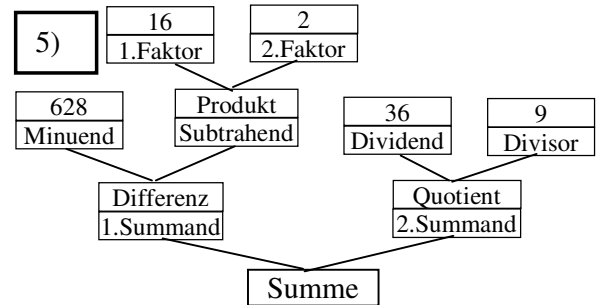 5)
16
1.Faktor
2
2.Faktor
628
Minuend
Produkt
Subtrahend
36
Dividend
9
Divisor
Differenz
1.Summand
Quotient
2.Summand
Summe